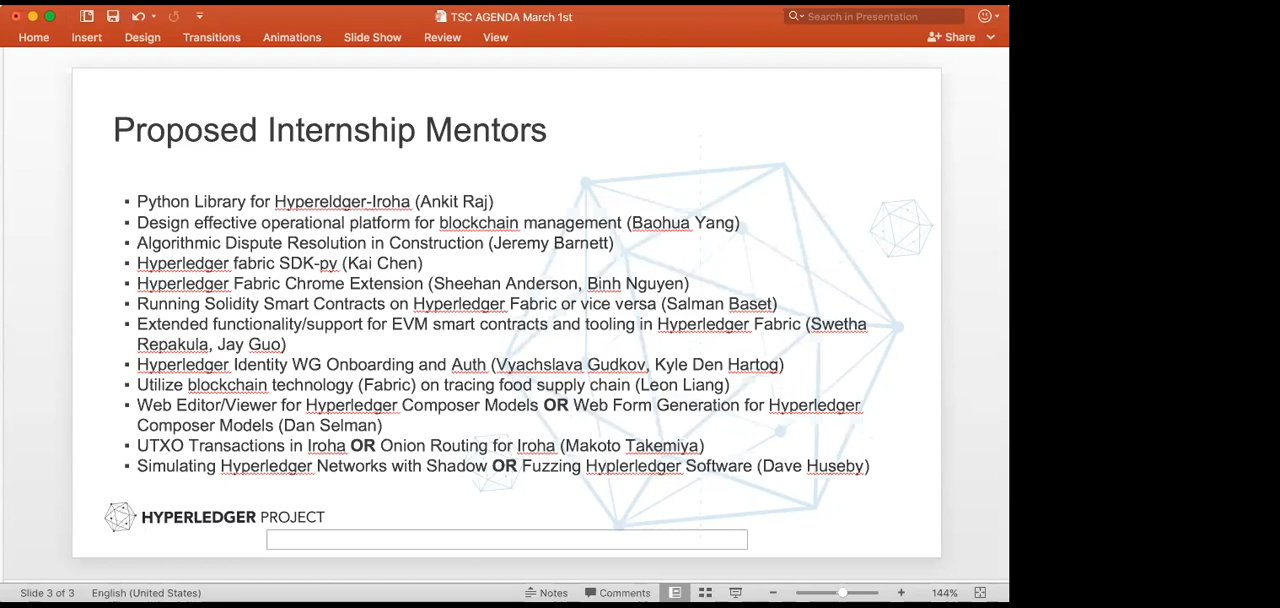 TSC AGENDA March 1st
Search in Presentation
Home Insert Design Transitions Animations Slide Show Review View
Share
Proposed Internship Mentors
▪ Python Library for Hypereldger-Iroha (Ankit Raj)
▪ Design effective operational platform for blockchain management (Baohua Yang)
▪ Algorithmic Dispute Resolution in Construction (Jeremy Barnett)
▪ Hyperledger fabric SDK-py (Kai Chen)
▪ Hyperledger Fabric Chrome Extension (Sheehan Anderson, Binh Nguyen)
▪ Running Solidity Smart Contracts on Hyperledger Fabric or vice versa (Salman Baset)
▪ Extended functionality/support for EVM smart contracts and tooling in Hyperledger Fabric (Swetha
Repakula, Jay Guo)
▪ Hyperledger Identity WG Onboarding and Auth (Vyachslava Gudkov, Kyle Den Hartog)
▪ Utilize blockchain technology (Fabric) on tracing food supply chain (Leon Liang)
▪ Web Editor/Viewer for Hyperledger Composer Models OR Web Form Generation for Hyperledger
Composer Models (Dan Selman)
▪ UTXO Transactions in Iroha OR Onion Routing for Iroha (Makoto Takemiya)
▪ Simulating Hyperledger Networks with Shadow OR Fuzzing Hyplerledger Software (Dave Huseby)
HYPERLEDGER PROJECT
Slide 3 of 3 English (United States) Notes Comments 144%